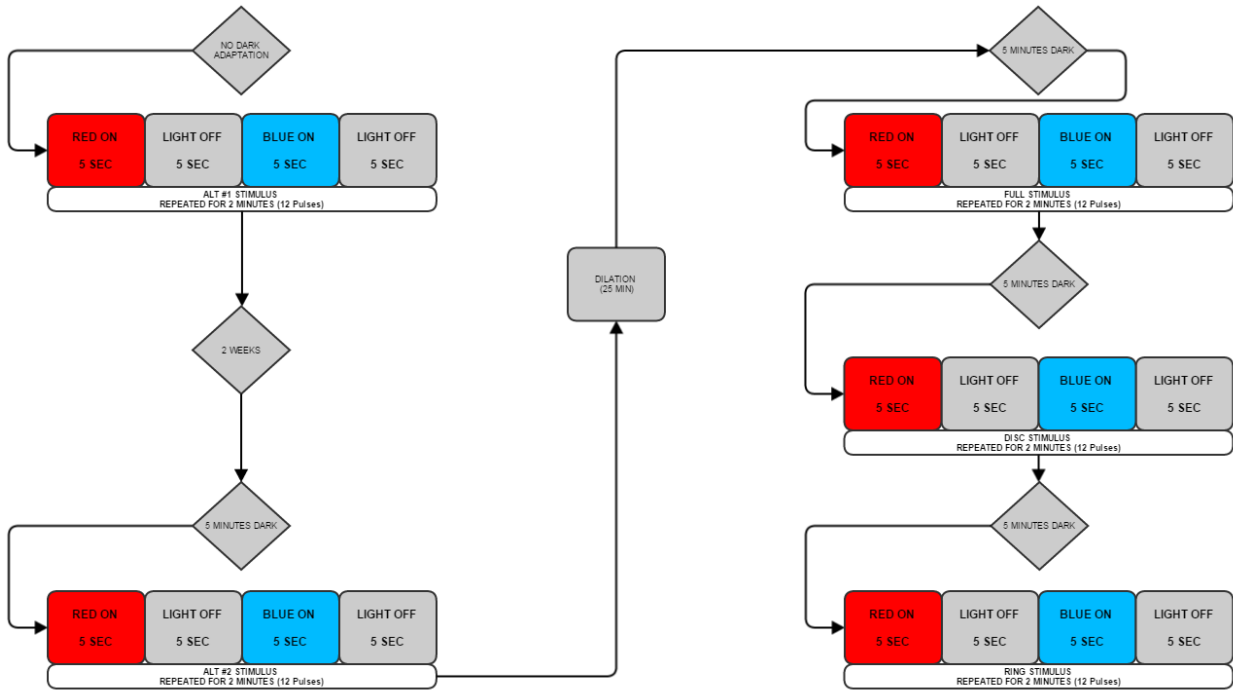 NO DARK
ADAPTATION
RED ON
5 SEC
LIGHT OFF
5 SEC
BLUE ON
5 SEC
LIGHT OFF
5 SEC
ALT #1 STIMULUS
REPEATED FOR 2 MINUTES (12 Pulses)
2 WEEKS
5 MINUTES DARK
RED ON
5 SEC
LIGHT OFF
5 SEC
BLUE ON
5 SEC
LIGHT OFF
5 SEC
ALT #2 STIMULUS
REPEATED FOR 2 MINUTES (12 Pulses)
DILATION
(25 MIN)
5 MINUTES DARK
RED ON
5 SEC
LIGHT OFF
5 SEC
BLUE ON
5 SEC
LIGHT OFF
5 SEC
FULL STIMULUS
REPEATED FOR 2 MINUTES (12 Pulses)
5 MINUTES DARK
RED ON
5 SEC
LIGHT OFF
5 SEC
BLUE ON
5 SEC
LIGHT OFF
5 SEC
DISC STIMULUS
REPEATED FOR 2 MINUTES (12 Pulses)
5 MINUTES DARK
RED ON
5 SEC
LIGHT OFF
5 SEC
BLUE ON
5 SEC
LIGHT OFF
5 SEC
RING STIMULUS
REPEATED FOR 2 MINUTES (12 Pulses)